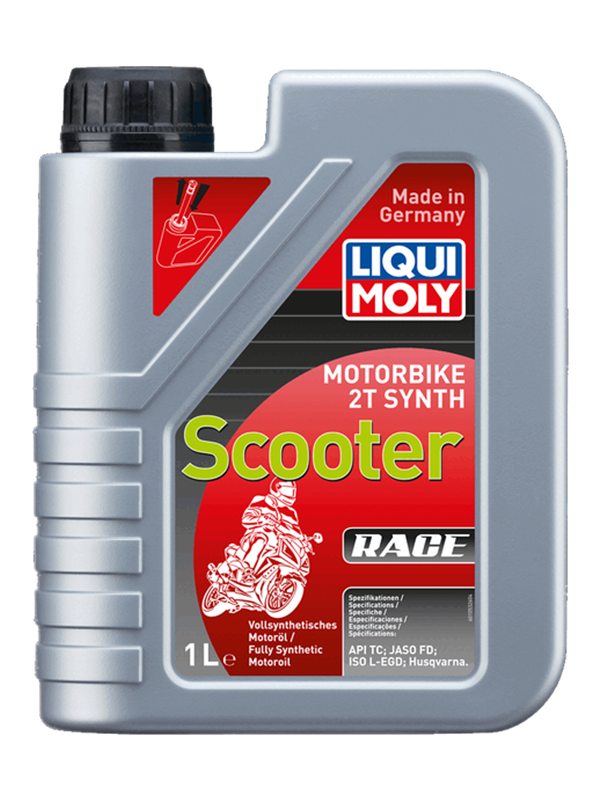 Made in
Germany
LIQUI
MOLY
MOTORBIKE
2T SYNTH
Scooter
RACE
Spezifikationen /
Specifications /
Specifiche /
Especificaciones /
Especificações /
Spécifications:
API TC; JASO FD;
ISO L-EGD; Husqvarna.
Vollsynthetisches
Motoröl /
Fully Synthetic
Motoroil
1L e